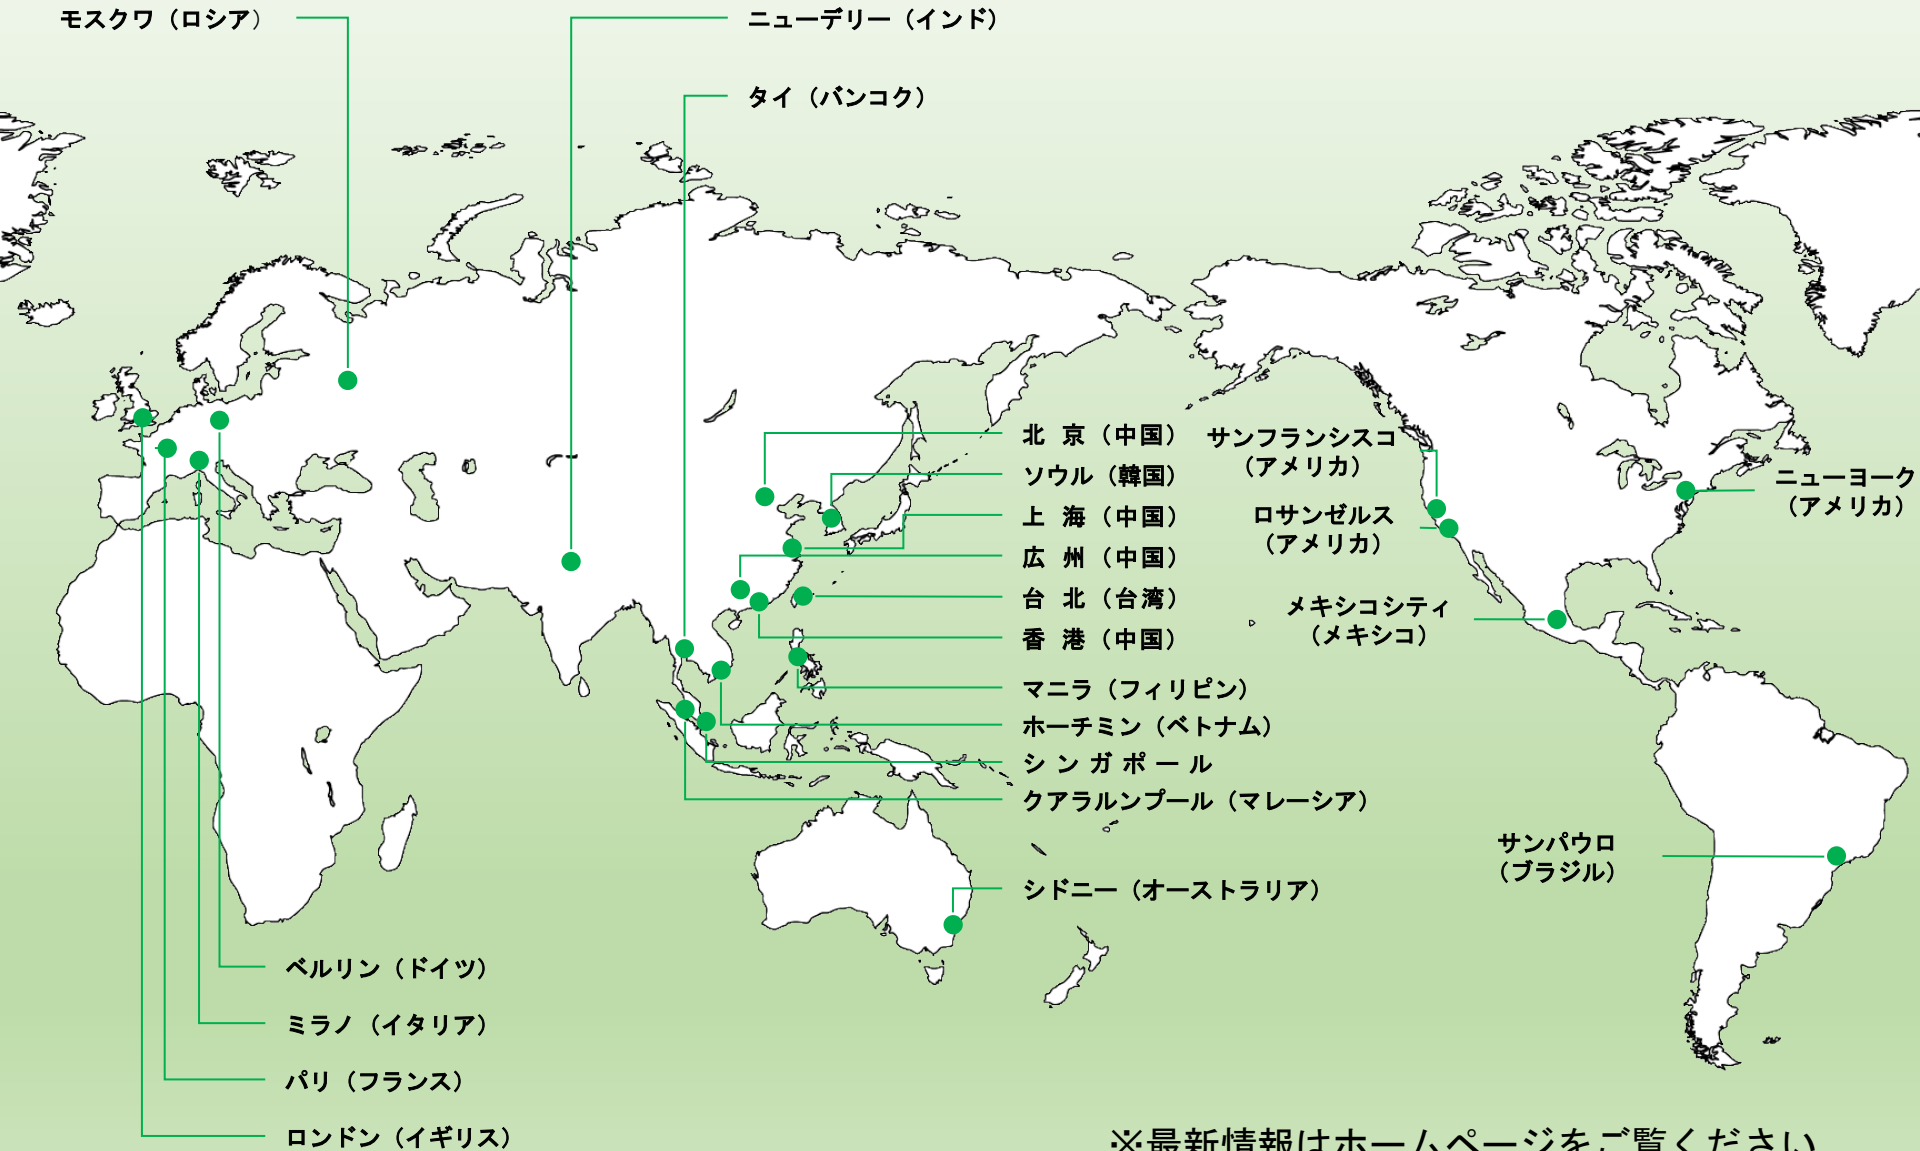 モスクワ（ロシア）
ニューデリー（インド）
タイ（バンコク）
北 京（中国）
ソウル（韓国）
上 海（中国）
広 州（中国）
台 北（台湾）
香 港（中国）
マニラ（フィリピン）
ホーチミン（ベトナム）
シンガポール
クアラルンプール（マレーシア）
シドニー（オーストラリア）
サンフランシスコ
（アメリカ）
ロサンゼルス
（アメリカ）
メキシコシティ
（メキシコ）
ニューヨーク
（アメリカ）
サンパウロ
（ブラジル）
ベルリン（ドイツ）
ミラノ（イタリア）
パリ（フランス）
ロンドン（イギリス）
※最新情報はホームページをご覧ください